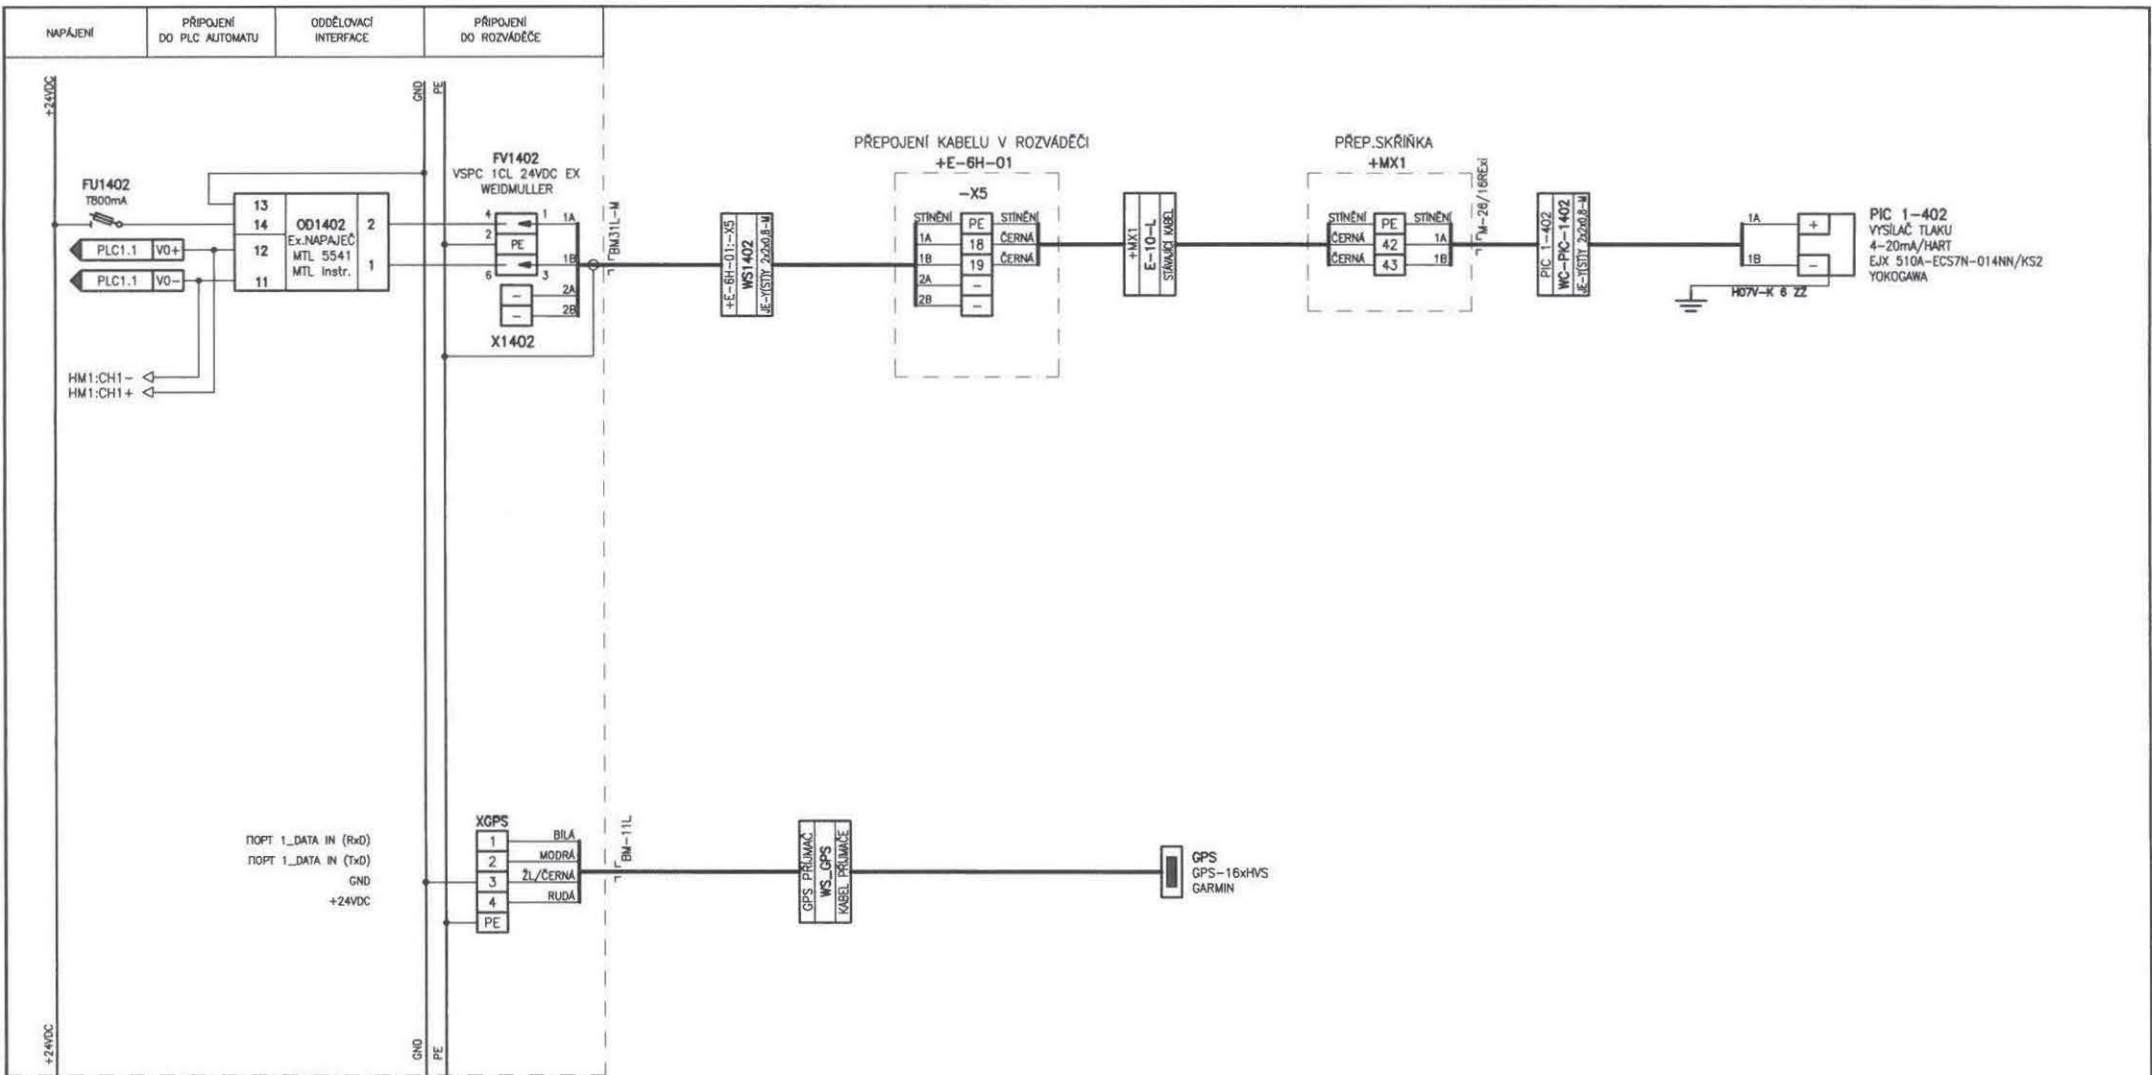 NAPÁJENÍ
PŘIPOJENÍ
DO PLC AUTOMATU
ODDĚLOVACÍ
INTERFACE
PŘIPOJENÍ
DO ROZVÁDĚČE
+24VDC
GND
PE
FU1402
T800mA
PLC1.1 V0+
PLC1.1 V0-
13
14
12
11
OD1402
Ex.NAPAJEČ
MTL 5541
MTL Instr.
2
1
HM1:CH1-
HM1:CH1+
FV1402
VSPC 1CL 24VDC EX
WEIDMULLER
4 1 1A
2 PE
1B
6 3
- 2A
- 2B
X1402
BM31L-M
+E-6H-01:-X5
WS1402
JE-Y(ST)Y 2x2x0,8-M
PŘEPOJENÍ KABELU V ROZVÁDĚČI
+E-6H-01
-X5
STÍNĚNÍ PE STÍNĚNÍ
1A 18 ČERNÁ
1B 19 ČERNÁ
2A -
2B -
+MX1
E-10-L
STÁVAJÍCÍ KABEL
PŘEP.SKŘÍŇKA
+MX1
STÍNĚNÍ PE STÍNĚNÍ
ČERNÁ 42 1A
ČERNÁ 43 1B
M-26/16RExi
PIC 1-402
WC-PIC-1402
JE-Y(ST)Y 2x2x0,8-M
1A +
1B -
H07V-K 6 ZŽ
PIC 1-402
VYSÍLAČ TLAKU
4-20mA/HART
EJX 510A-ECS7N-014NN/KS2
YOKOGAWA
ПОРТ 1_DATA IN (RxD)
ПОРТ 1_DATA IN (TxD)
GND
+24VDC
XGPS
1 BÍLÁ
2 MODRÁ
3 ŽL/ČERNÁ
4 RUDÁ
PE
BM-11L
GPS PŘIJÍMAČ
WS_GPS
KABEL PŘIJÍMAČE
GPS
GPS-16xHVS
GARMIN
+24VDC
GND
PE